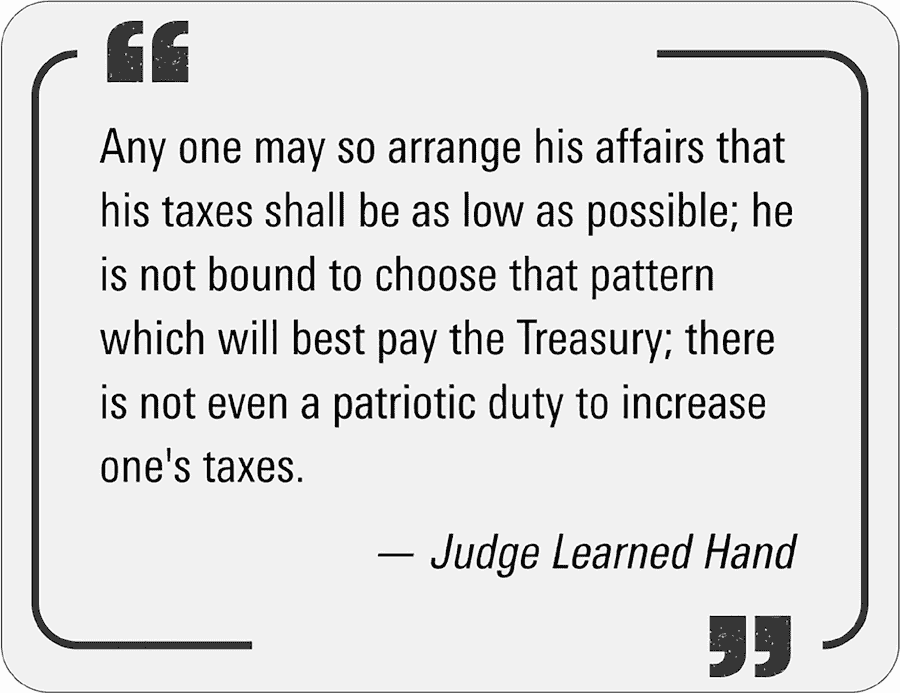 Any one may so arrange his affairs that
his taxes shall be as low as possible; he
is not bound to choose that pattern
which will best pay the Treasury; there
is not even a patriotic duty to increase
one's taxes.
— Judge Learned Hand